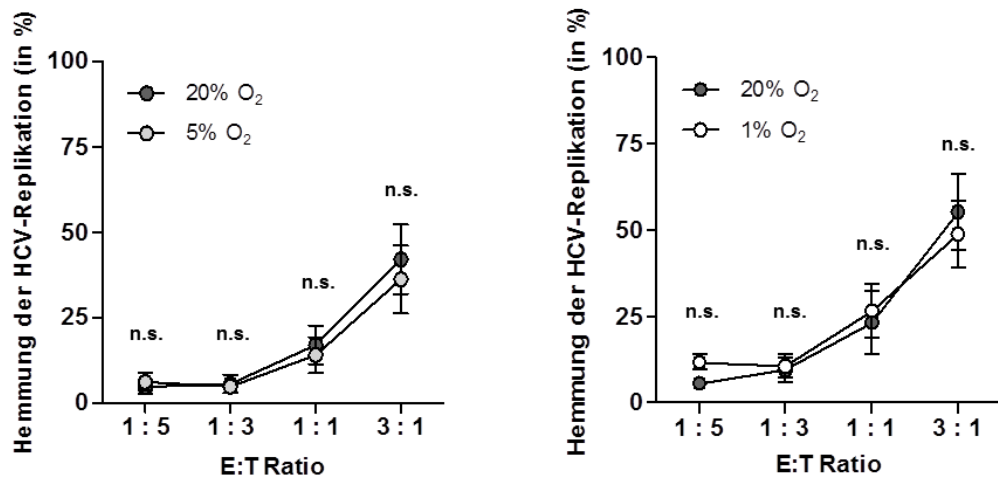 Hemmung der HCV-Replikation (in %)
100
75
50
25
0
20% O₂
5% O₂
n.s.
n.s.
n.s.
n.s.
1 : 5 1 : 3 1 : 1 3 : 1
E:T Ratio
Hemmung der HCV-Replikation (in %)
100
75
50
25
0
20% O₂
1% O₂
n.s.
n.s.
n.s.
n.s.
1 : 5 1 : 3 1 : 1 3 : 1
E:T Ratio